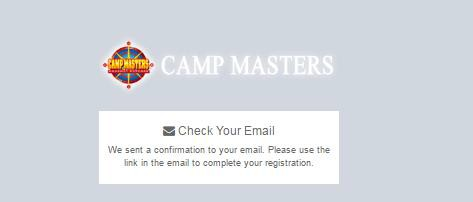 CAMP MASTERS
CAMP MASTERS
Check Your Email
We sent a confirmation to your email. Please use the
link in the email to complete your registration.